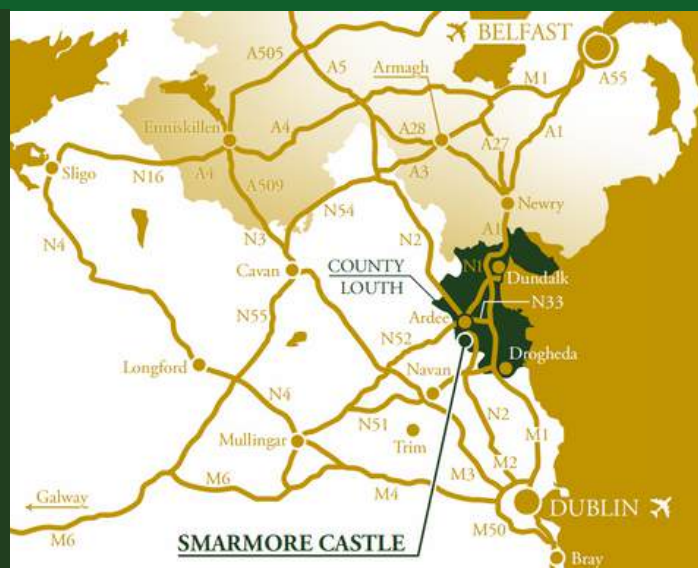 BELFAST
A505
A5
Armagh
M1
A55
Enniskillen
A4
A28
A27
A1
Sligo
N16
A4
A509
A3
N54
Newry
N4
N3
N2
A1
Cavan
COUNTY
LOUTH
N1
Dundalk
N33
Ardee
N55
N52
Longford
Drogheda
Navan
N4
N51
N2
M1
Mullingar
Trim
M6
M3
M2
M4
Galway
DUBLIN
M50
M6
SMARMORE CASTLE
Bray